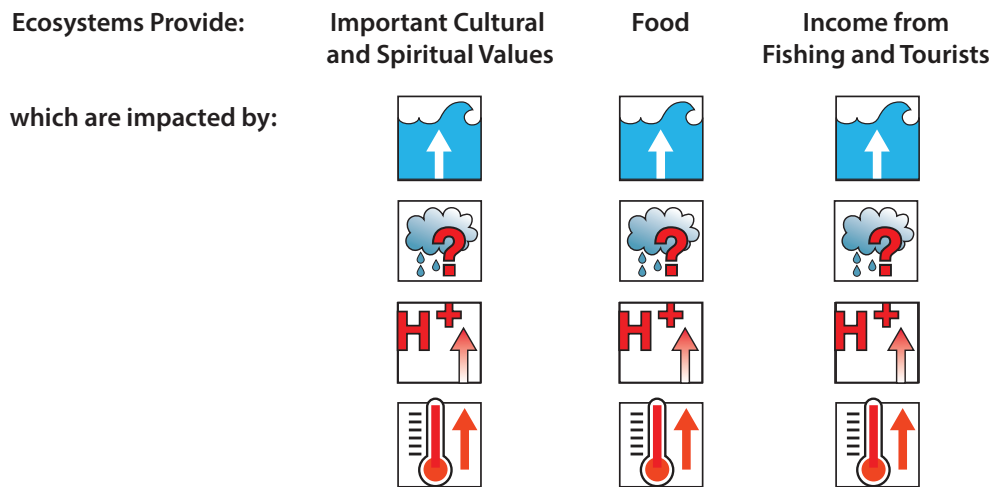 Ecosystems Provide:
Important Cultural
and Spiritual Values
Food
Income from
Fishing and Tourists
which are impacted by:
?
?
?
H+
H+
H+